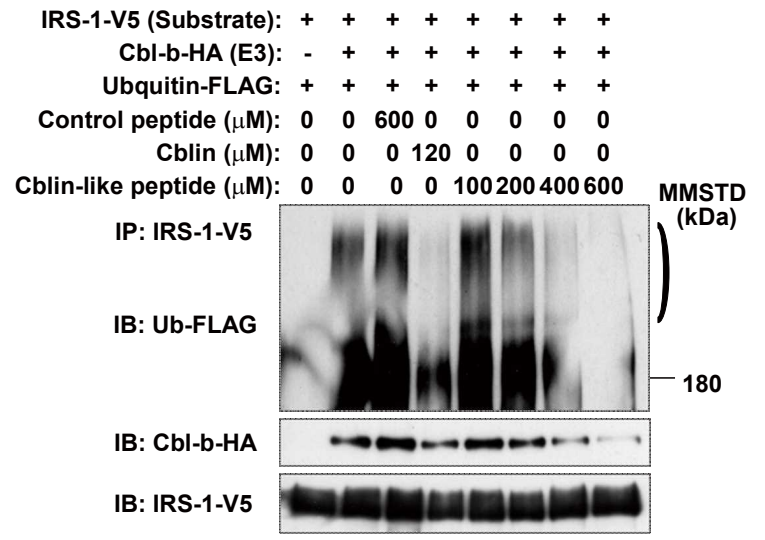 IRS-1-V5 (Substrate): + + + + + + + +
Cbl-b-HA (E3): - + + + + + + +
Ubquitin-FLAG: + + + + + + + +
Control peptide (μM): 0 0 600 0 0 0 0 0
Cblin (μM): 0 0 0 120 0 0 0 0
Cblin-like peptide (μM): 0 0 0 0 100 200 400 600
MMSTD
(kDa)
IP: IRS-1-V5
IB: Ub-FLAG
180
IB: Cbl-b-HA
IB: IRS-1-V5